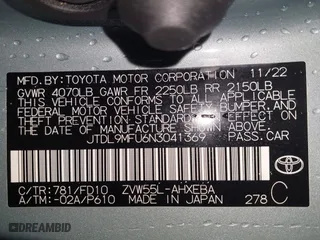 MFD.BY:TOYOTA MOTOR CORPORATION 11/22
GVWR 4070LB GAWR FR 2250LB RR 2150LB
THIS VEHICLE CONFORMS TO ALL APPLICABLE
FEDERAL MOTOR VEHICLE SAFETY, BUMPER, AND
THEFT PREVENTION STANDARDS IN EFFECT ON THE
DATE OF MANUFACTURE SHOWN ABOVE.
JTDL9MFU6N3041369 PASS.CAR
C/TR:781/FD10 ZVW55L-AHXEBA
A/TM:-02A/P610 MADE IN JAPAN 278 C
TOYOTA
DREAMBID